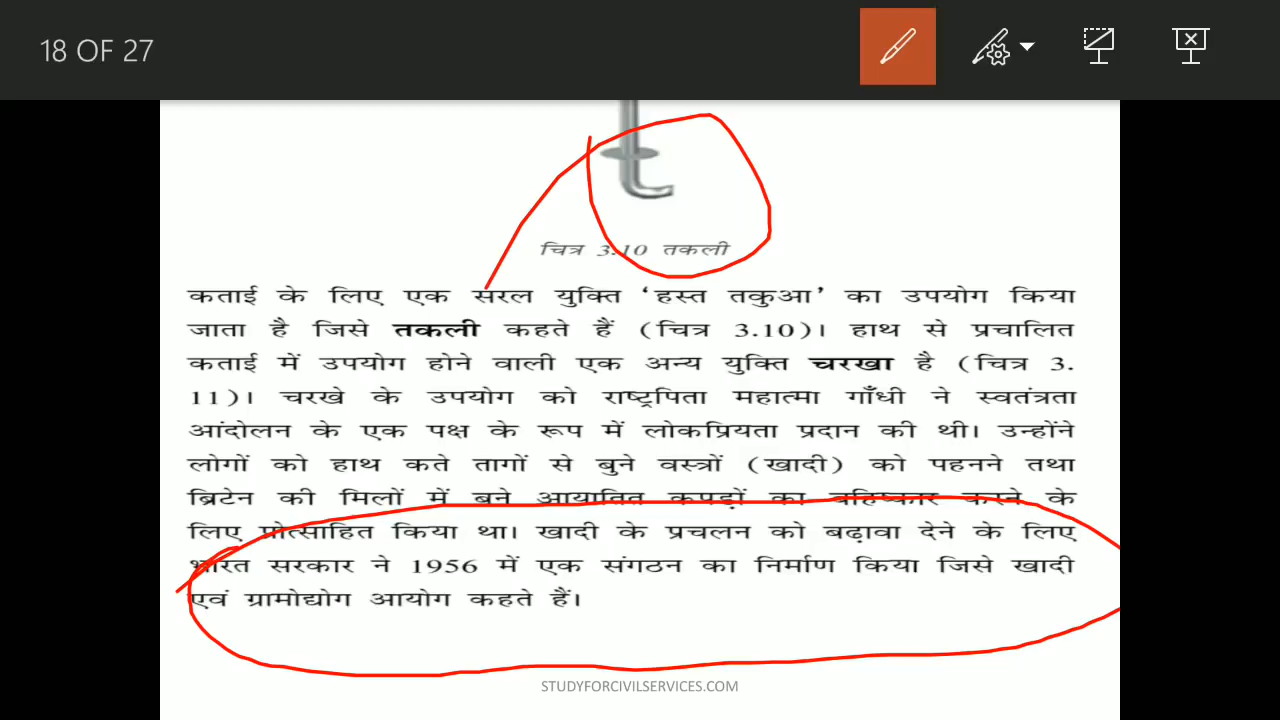 18 OF 27
चित्र 3.10 तकली
कताई के लिए एक सरल युक्ति ‘हस्त तकुआ’ का उपयोग किया
जाता है जिसे तकली कहते हैं (चित्र 3.10)। हाथ से प्रचालित
कताई में उपयोग होने वाली एक अन्य युक्ति चरखा है (चित्र 3.
11)। चरखे के उपयोग को राष्ट्रपिता महात्मा गाँधी ने स्वतंत्रता
आंदोलन के एक पक्ष के रूप में लोकप्रियता प्रदान की थी। उन्होंने
लोगों को हाथ कते तागों से बुने वस्त्रों (खादी) को पहनने तथा
ब्रिटेन की मिलों में बने आयातित कपड़ों का बहिष्कार करने के
लिए प्रोत्साहित किया था। खादी के प्रचलन को बढ़ावा देने के लिए
भारत सरकार ने 1956 में एक संगठन का निर्माण किया जिसे खादी
एवं ग्रामोद्योग आयोग कहते हैं।
STUDYFORCIVILSERVICES.COM